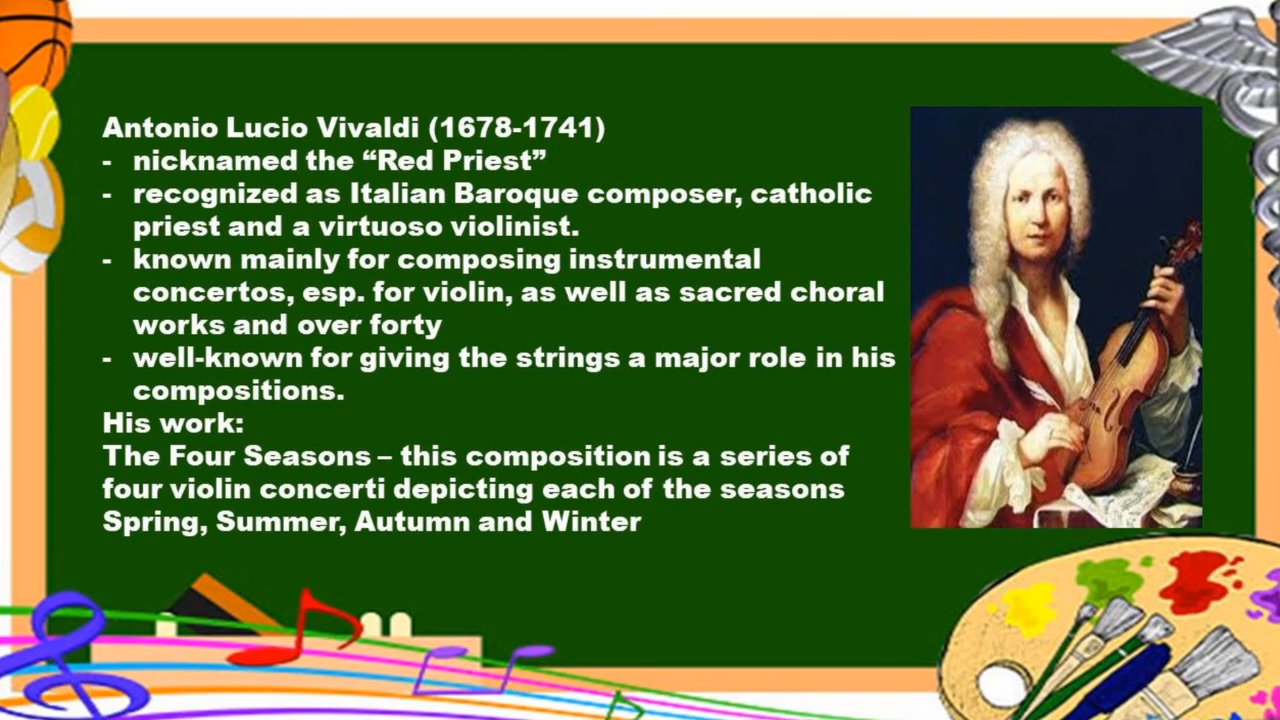 Antonio Lucio Vivaldi (1678-1741)
- nicknamed the “Red Priest”
- recognized as Italian Baroque composer, catholic
priest and a virtuoso violinist.
- known mainly for composing instrumental
concertos, esp. for violin, as well as sacred choral
works and over forty
- well-known for giving the strings a major role in his
compositions.
His work:
The Four Seasons – this composition is a series of
four violin concerti depicting each of the seasons
Spring, Summer, Autumn and Winter